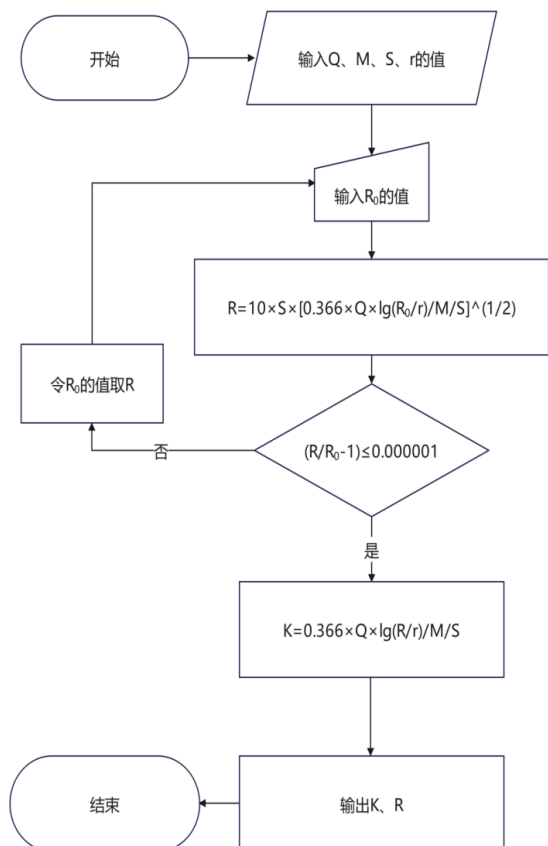 开始
输入Q、M、S、r的值
输入R₀的值
R=10×S×[0.366×Q×lg(R₀/r)/M/S]^(1/2)
令R₀的值取R
(R/R₀-1)≤0.000001
否
是
K=0.366×Q×lg(R/r)/M/S
结束
输出K、R